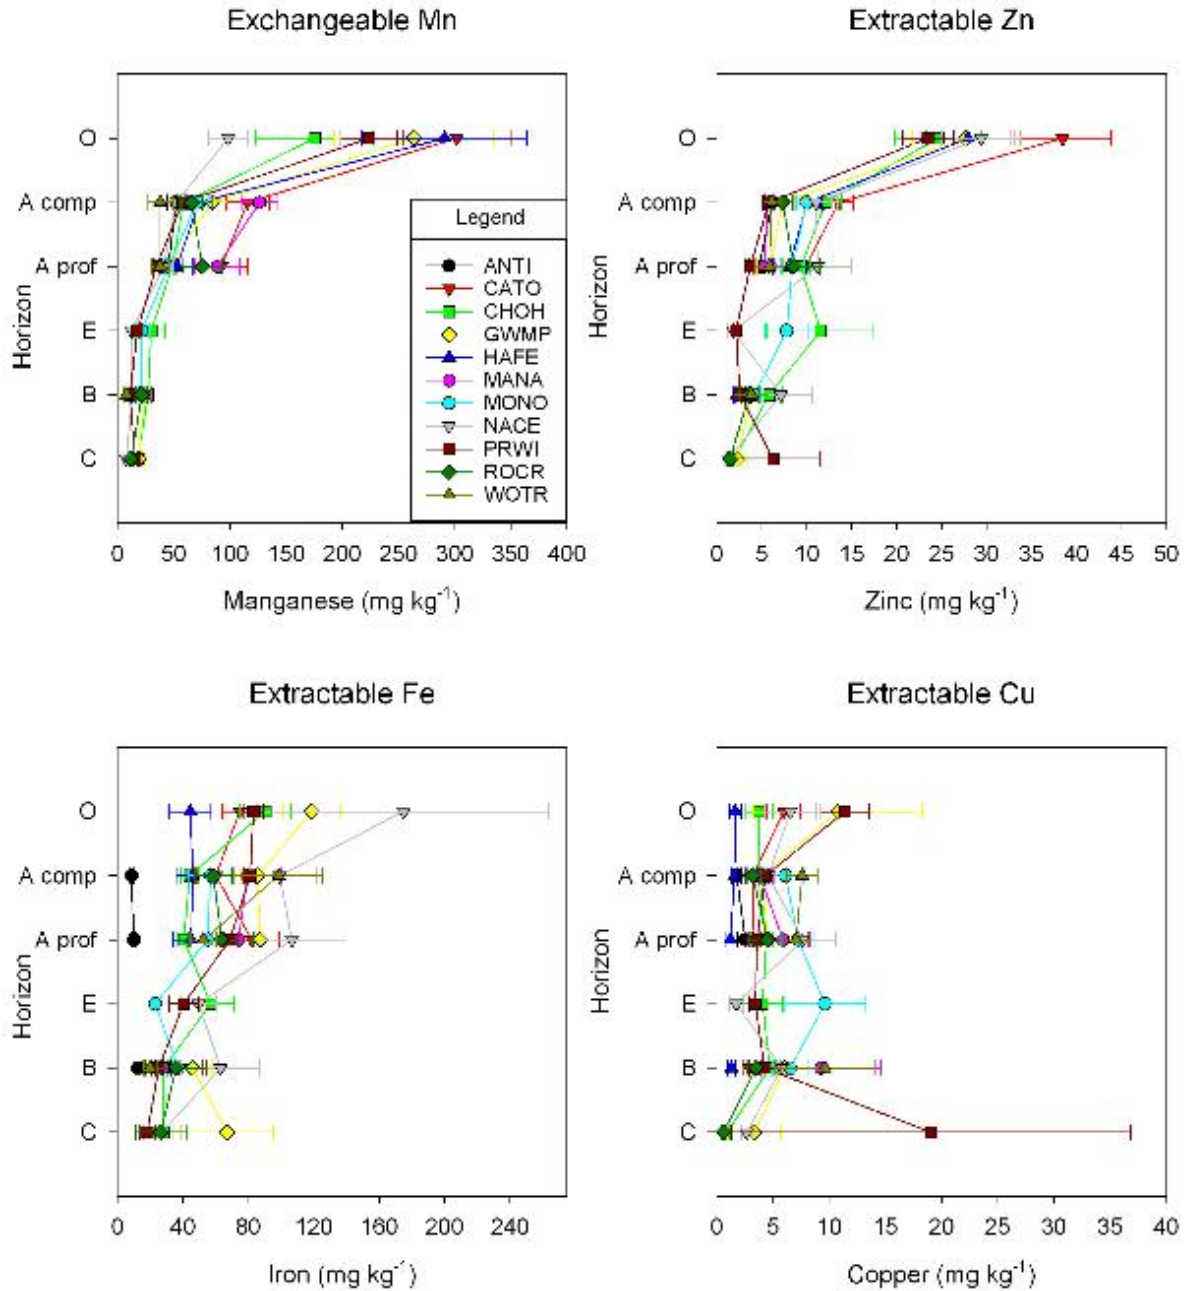 Exchangeable Mn
Horizon
O
A comp
A prof
E
B
C
0 50 100 150 200 250 300 350 400
Manganese (mg kg⁻¹)
Legend
ANTI
CATO
CHOH
GWMP
HAFE
MANA
MONO
NACE
PRWI
ROCR
WOTR
Extractable Zn
Horizon
O
A comp
A prof
E
B
C
0 5 10 15 20 25 30 35 40 45 50
Zinc (mg kg⁻¹)
Extractable Fe
Horizon
O
A comp
A prof
E
B
C
0 40 80 160 120 200 240
Iron (mg kg⁻¹)
Extractable Cu
Horizon
O
A comp
A prof
E
B
C
0 5 10 20 15 25 30 35 40
Copper (mg kg⁻¹)